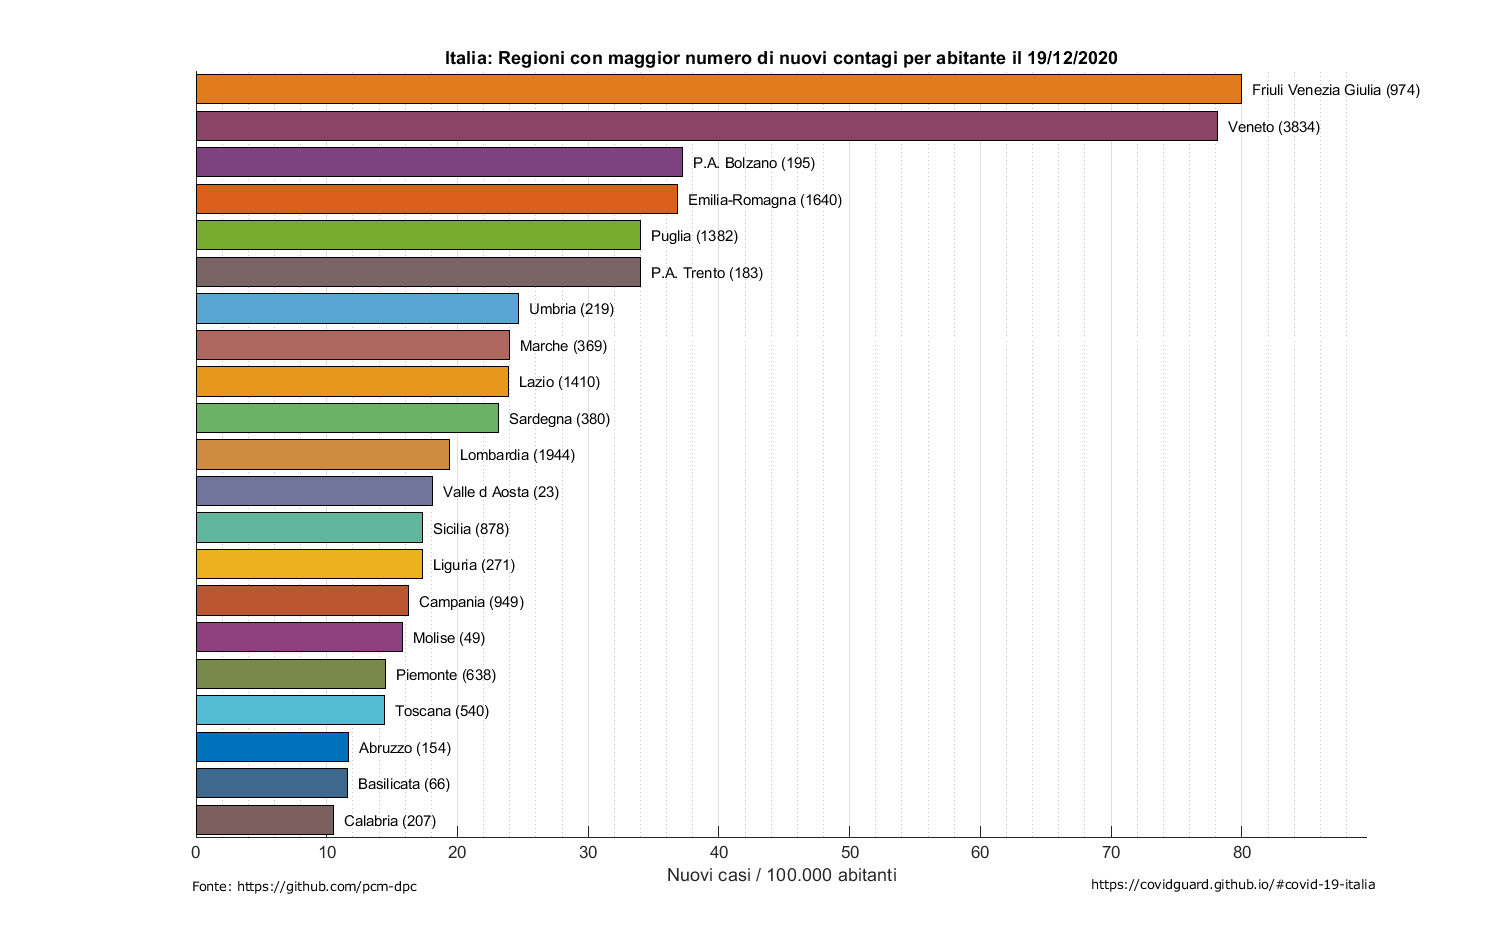 Italia: Regioni con maggior numero di nuovi contagi per abitante il 19/12/2020
Friuli Venezia Giulia (974)
Veneto (3834)
P.A. Bolzano (195)
Emilia-Romagna (1640)
Puglia (1382)
P.A. Trento (183)
Umbria (219)
Marche (369)
Lazio (1410)
Sardegna (380)
Lombardia (1944)
Valle d Aosta (23)
Sicilia (878)
Liguria (271)
Campania (949)
Molise (49)
Piemonte (638)
Toscana (540)
Abruzzo (154)
Basilicata (66)
Calabria (207)
0 10 20 30 40 50 60 70 80
Nuovi casi / 100.000 abitanti
Fonte: https://github.com/pcm-dpc
https://covidguard.github.io/#covid-19-italia